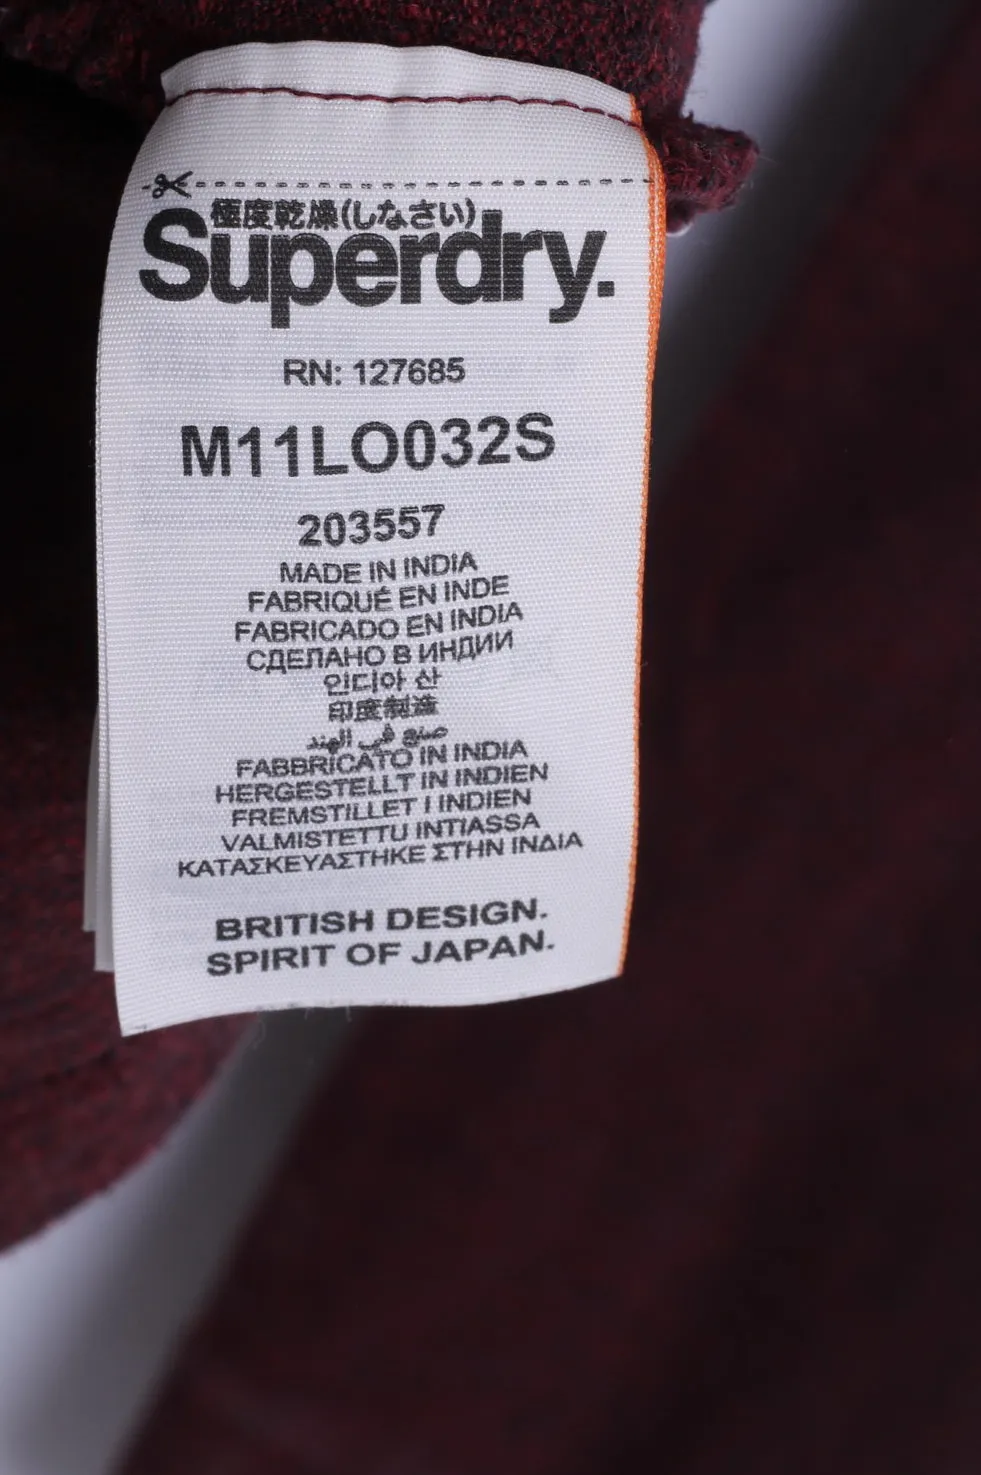 極度乾燥(しなさい)
Superdry.
RN: 127685
M11LO032S
203557
MADE IN INDIA
FABRIQUÉ EN INDE
FABRICADO EN INDIA
СДЕЛАНО В ИНДИИ
인디아 산
印度制造
صنع في الهند
FABBRICATO IN INDIA
HERGESTELLT IN INDIEN
FREMSTILLET I INDIEN
VALMISTETTU INTIASSA
ΚΑΤΑΣΚΕΥΑΣΤΗΚΕ ΣΤΗΝ ΙΝΔΙΑ
BRITISH DESIGN.
SPIRIT OF JAPAN.